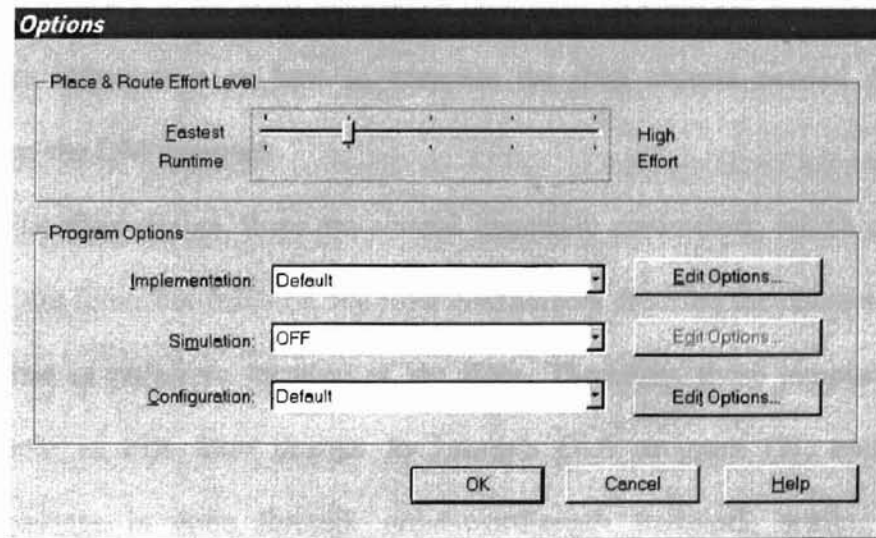 Options
Place & Route Effort Level
Fastest
Runtime
High
Effort
Program Options
Implementation: Default Edit Options...
Simulation: OFF Edit Options...
Configuration: Default Edit Options...
OK Cancel Help